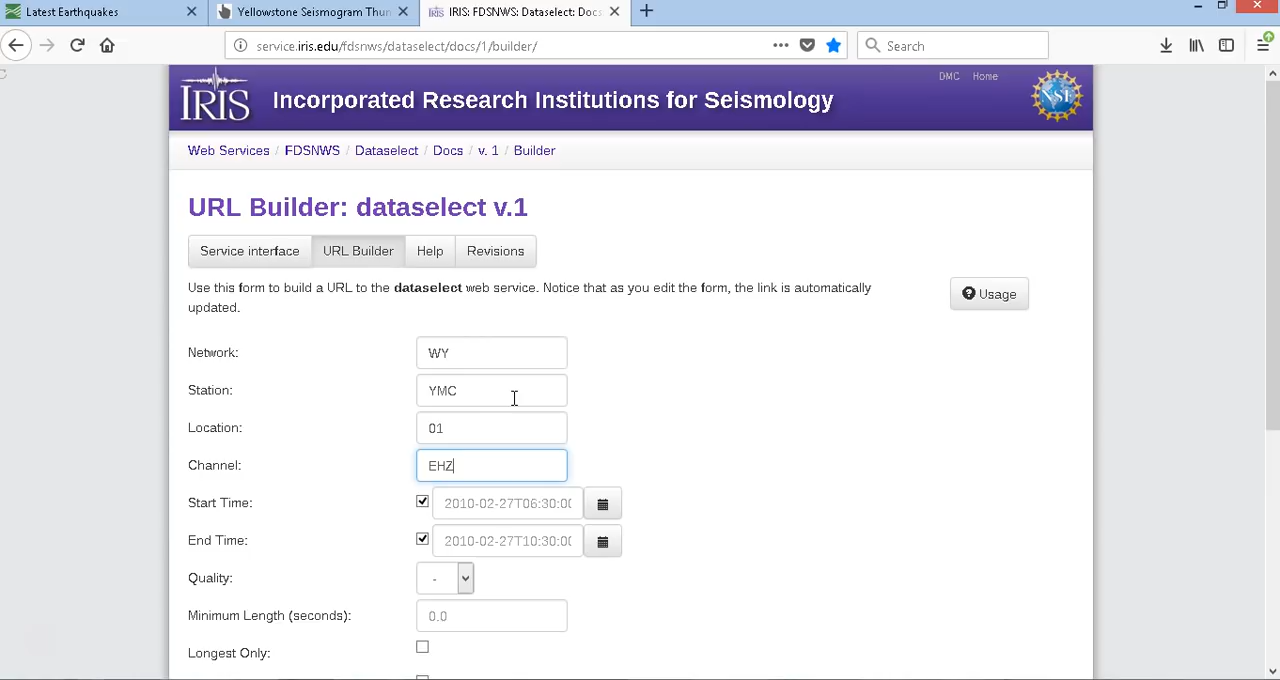 Latest Earthquakes
Yellowstone Seismogram Thun
IRIS: FDSNWS: Dataselect: Docs
service.iris.edu/fdsnws/dataselect/docs/1/builder/
Search
DMC Home
IRIS
Incorporated Research Institutions for Seismology
NSF
Web Services / FDSNWS / Dataselect / Docs / v. 1 / Builder
URL Builder: dataselect v.1
Service interface URL Builder Help Revisions
Use this form to build a URL to the dataselect web service. Notice that as you edit the form, the link is automatically
updated.
Usage
Network: WY
Station: YMC
Location: 01
Channel: EHZ
Start Time: 2010-02-27T06:30:00
End Time: 2010-02-27T10:30:00
Quality: -
Minimum Length (seconds): 0.0
Longest Only: